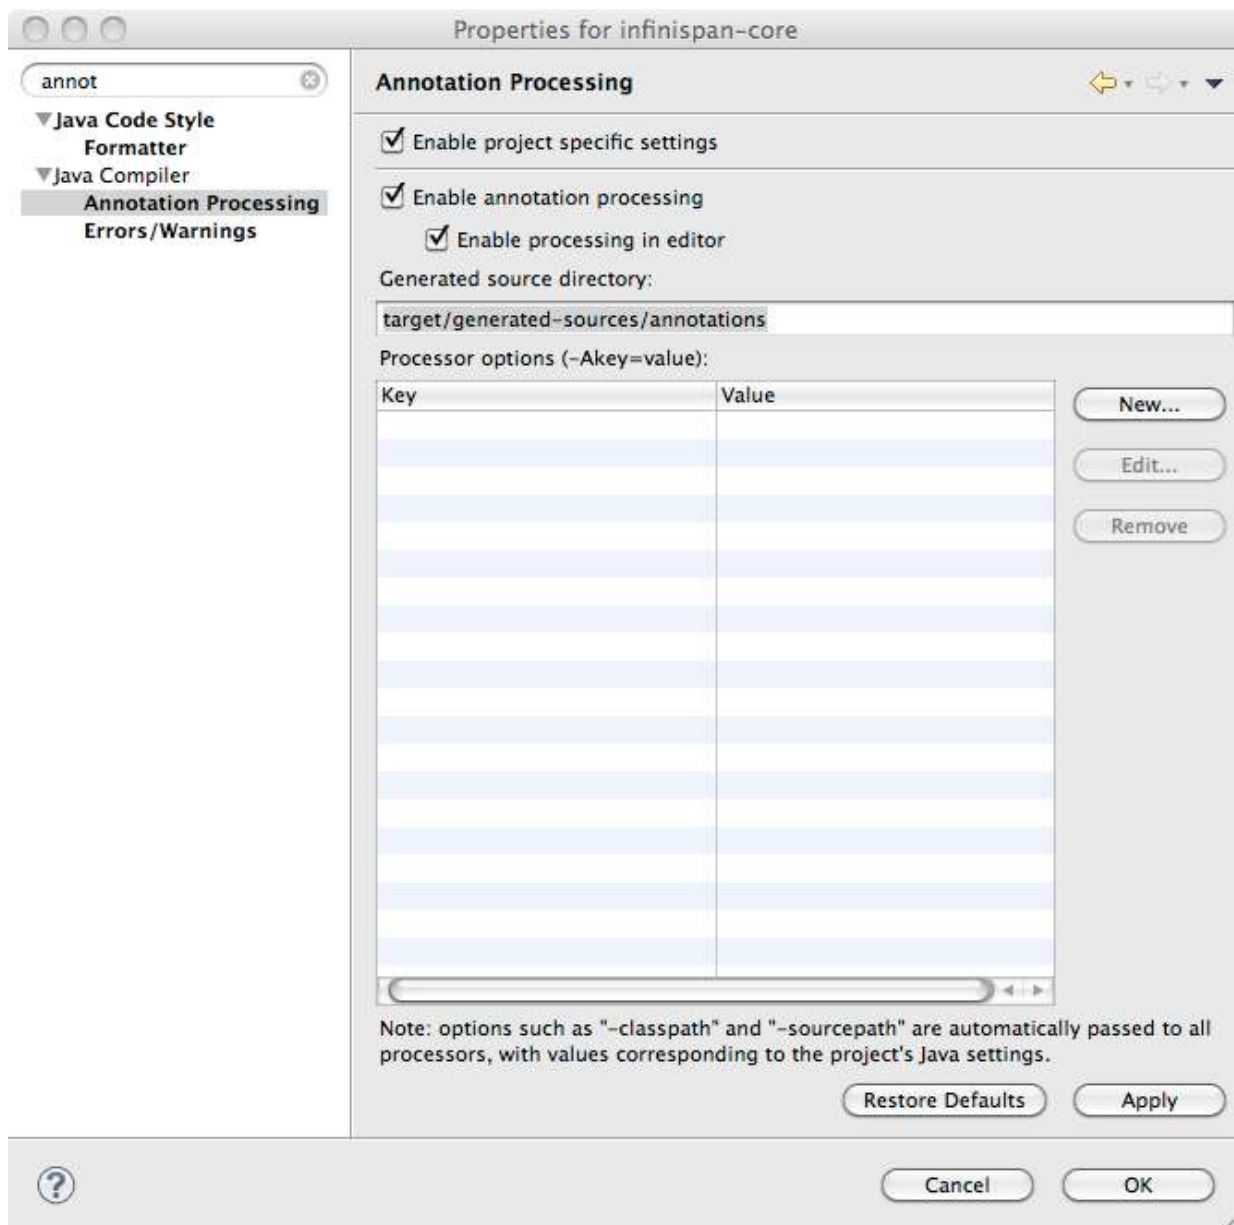 Properties for infinispan-core
annot
Java Code Style
Formatter
Java Compiler
Annotation Processing
Errors/Warnings
Annotation Processing
Enable project specific settings
Enable annotation processing
Enable processing in editor
Generated source directory:
target/generated-sources/annotations
Processor options (-Akey=value):
Key Value
New...
Edit...
Remove
Note: options such as "-classpath" and "-sourcepath" are automatically passed to all
processors, with values corresponding to the project's Java settings.
Restore Defaults Apply
? Cancel OK